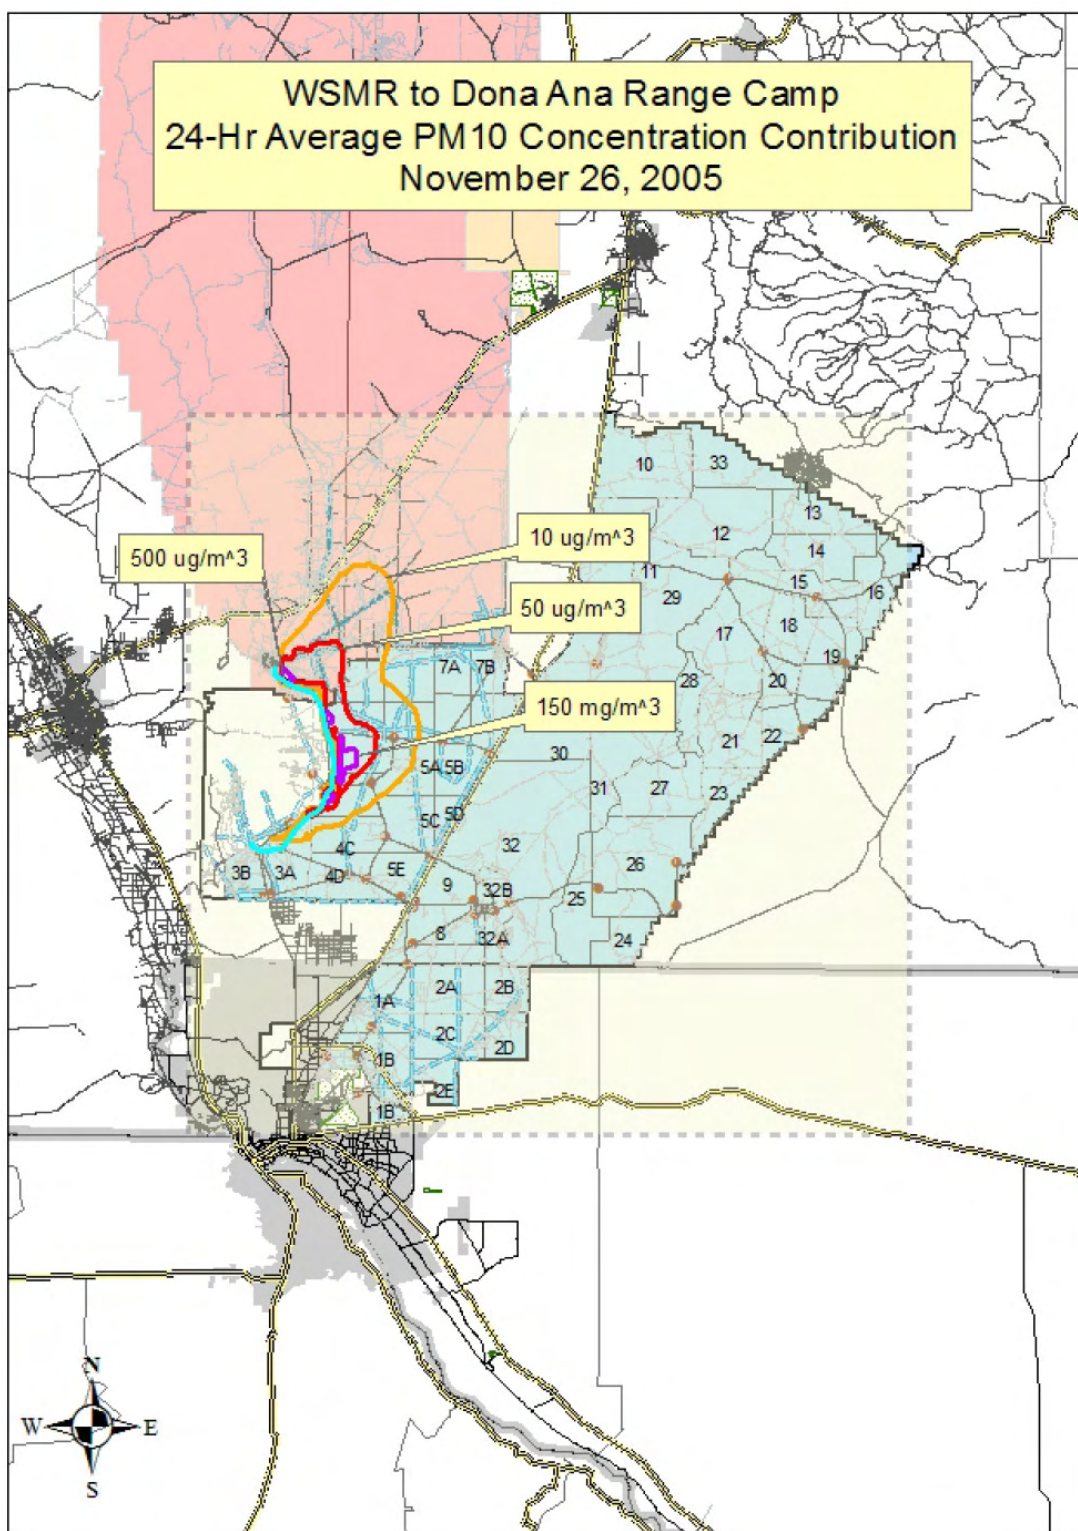 WSMR to Dona Ana Range Camp
24-Hr Average PM10 Concentration Contribution
November 26, 2005
10
33
13
12
14
500 ug/m^3
10 ug/m^3
11
15
16
29
50 ug/m^3
17
18
19
7A
7B
28
20
150 mg/m^3
21
22
30
5A
5B
31
27
23
5C
5D
4C
32
26
3B
3A
4D
5E
9
32B
25
8
32A
24
2A
2B
1A
2C
2D
1B
2E
1B
N
W
E
S